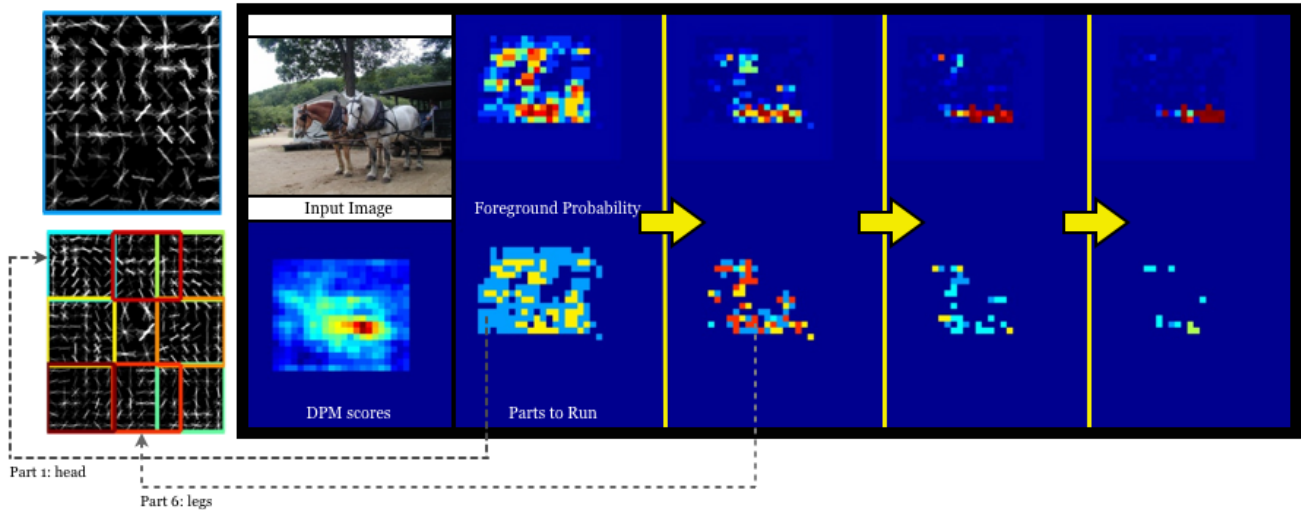 Input Image
Foreground Probability
DPM scores
Parts to Run
Part 1: head
Part 6: legs